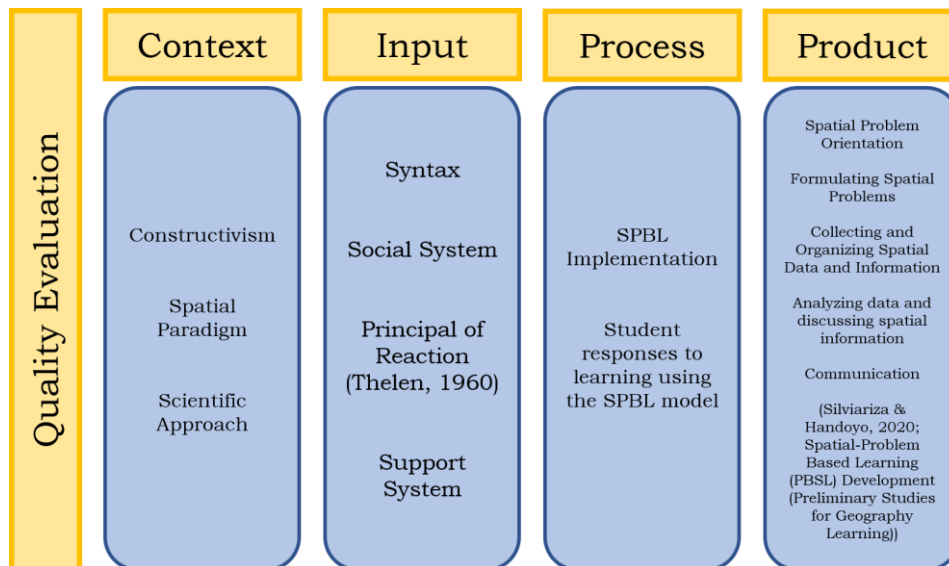 Quality Evaluation
Context
Constructivism
Spatial
Paradigm
Scientific
Approach
Input
Syntax
Social System
Principal of
Reaction
(Thelen, 1960)
Support
System
Process
SPBL
Implementation
Student
responses to
learning using
the SPBL model
Product
Spatial Problem
Orientation
Formulating Spatial
Problems
Collecting and
Organizing Spatial
Data and Information
Analyzing data and
discussing spatial
information
Communication
(Silviariza &
Handoyo, 2020;
Spatial-Problem
Based Learning
(PBSL) Development
(Preliminary Studies
for Geography
Learning))